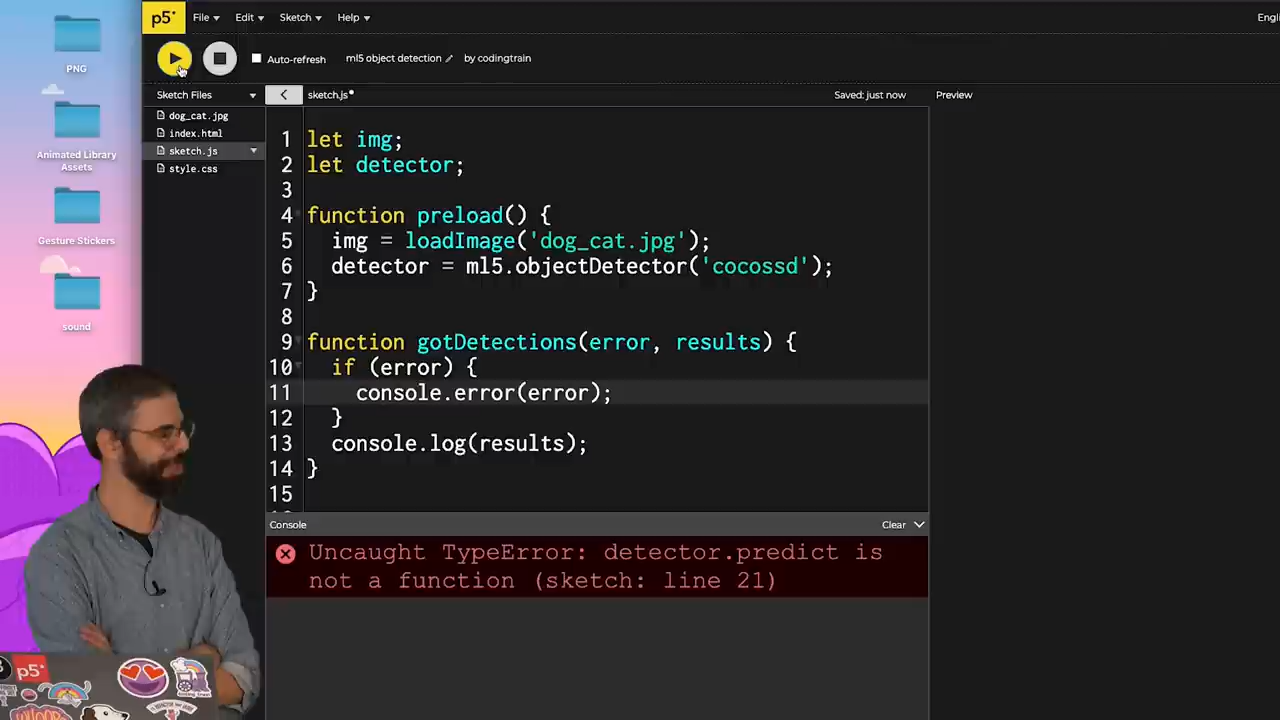 PNG
Animated Library
Assets
Gesture Stickers
sound
p5*
File Edit Sketch Help
Engli
Auto-refresh ml5 object detection by codingtrain
Sketch Files
sketch.js
Saved: just now
Preview
dog_cat.jpg
index.html
sketch.js
style.css
1 let img;
2 let detector;
3
4 function preload() {
5 img = loadImage('dog_cat.jpg');
6 detector = ml5.objectDetector('cocossd');
7 }
8
9 function gotDetections(error, results) {
10 if (error) {
11 console.error(error);
12 }
13 console.log(results);
14 }
15
Console
Clear
Uncaught TypeError: detector.predict is
not a function (sketch: line 21)
p5*